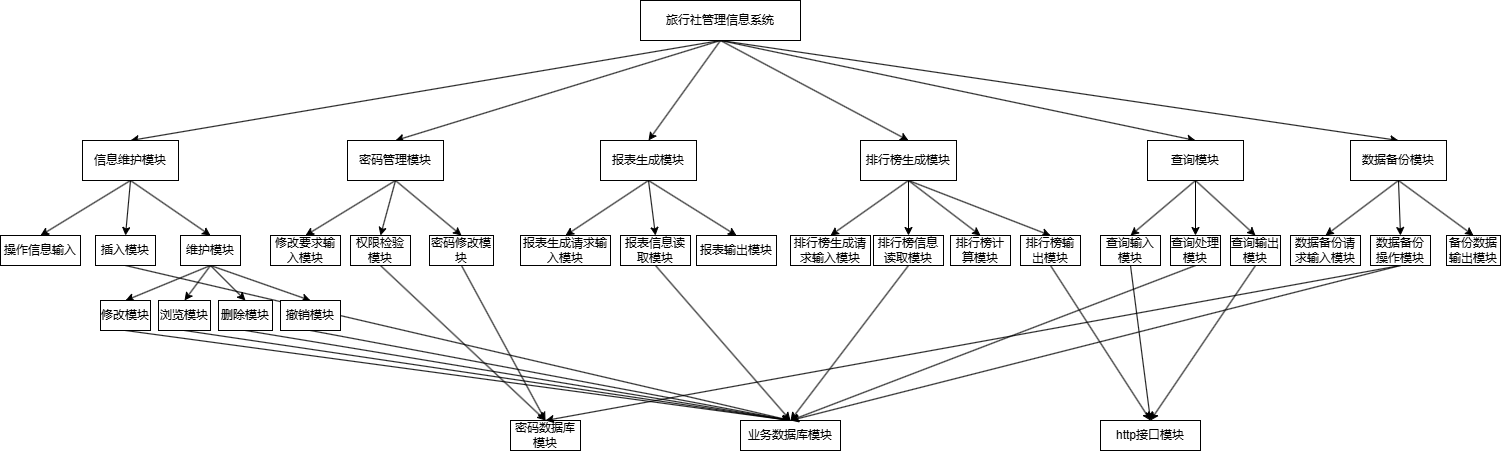 旅行社管理信息系统
信息维护模块
密码管理模块
报表生成模块
排行榜生成模块
查询模块
数据备份模块
操作信息输入
插入模块
维护模块
修改要求输
入模块
权限检验
模块
密码修改模
块
报表生成请求输
入模块
报表信息读
取模块
报表输出模块
排行榜生成请
求输入模块
排行榜信息
读取模块
排行榜计
算模块
排行榜输
出模块
查询输入模
块
查询处理
模块
查询输出
模块
数据备份请
求输入模块
数据备份
操作模块
备份数据
输出模块
修改模块
浏览模块
删除模块
撤销模块
密码数据库
模块
业务数据库模块
http接口模块